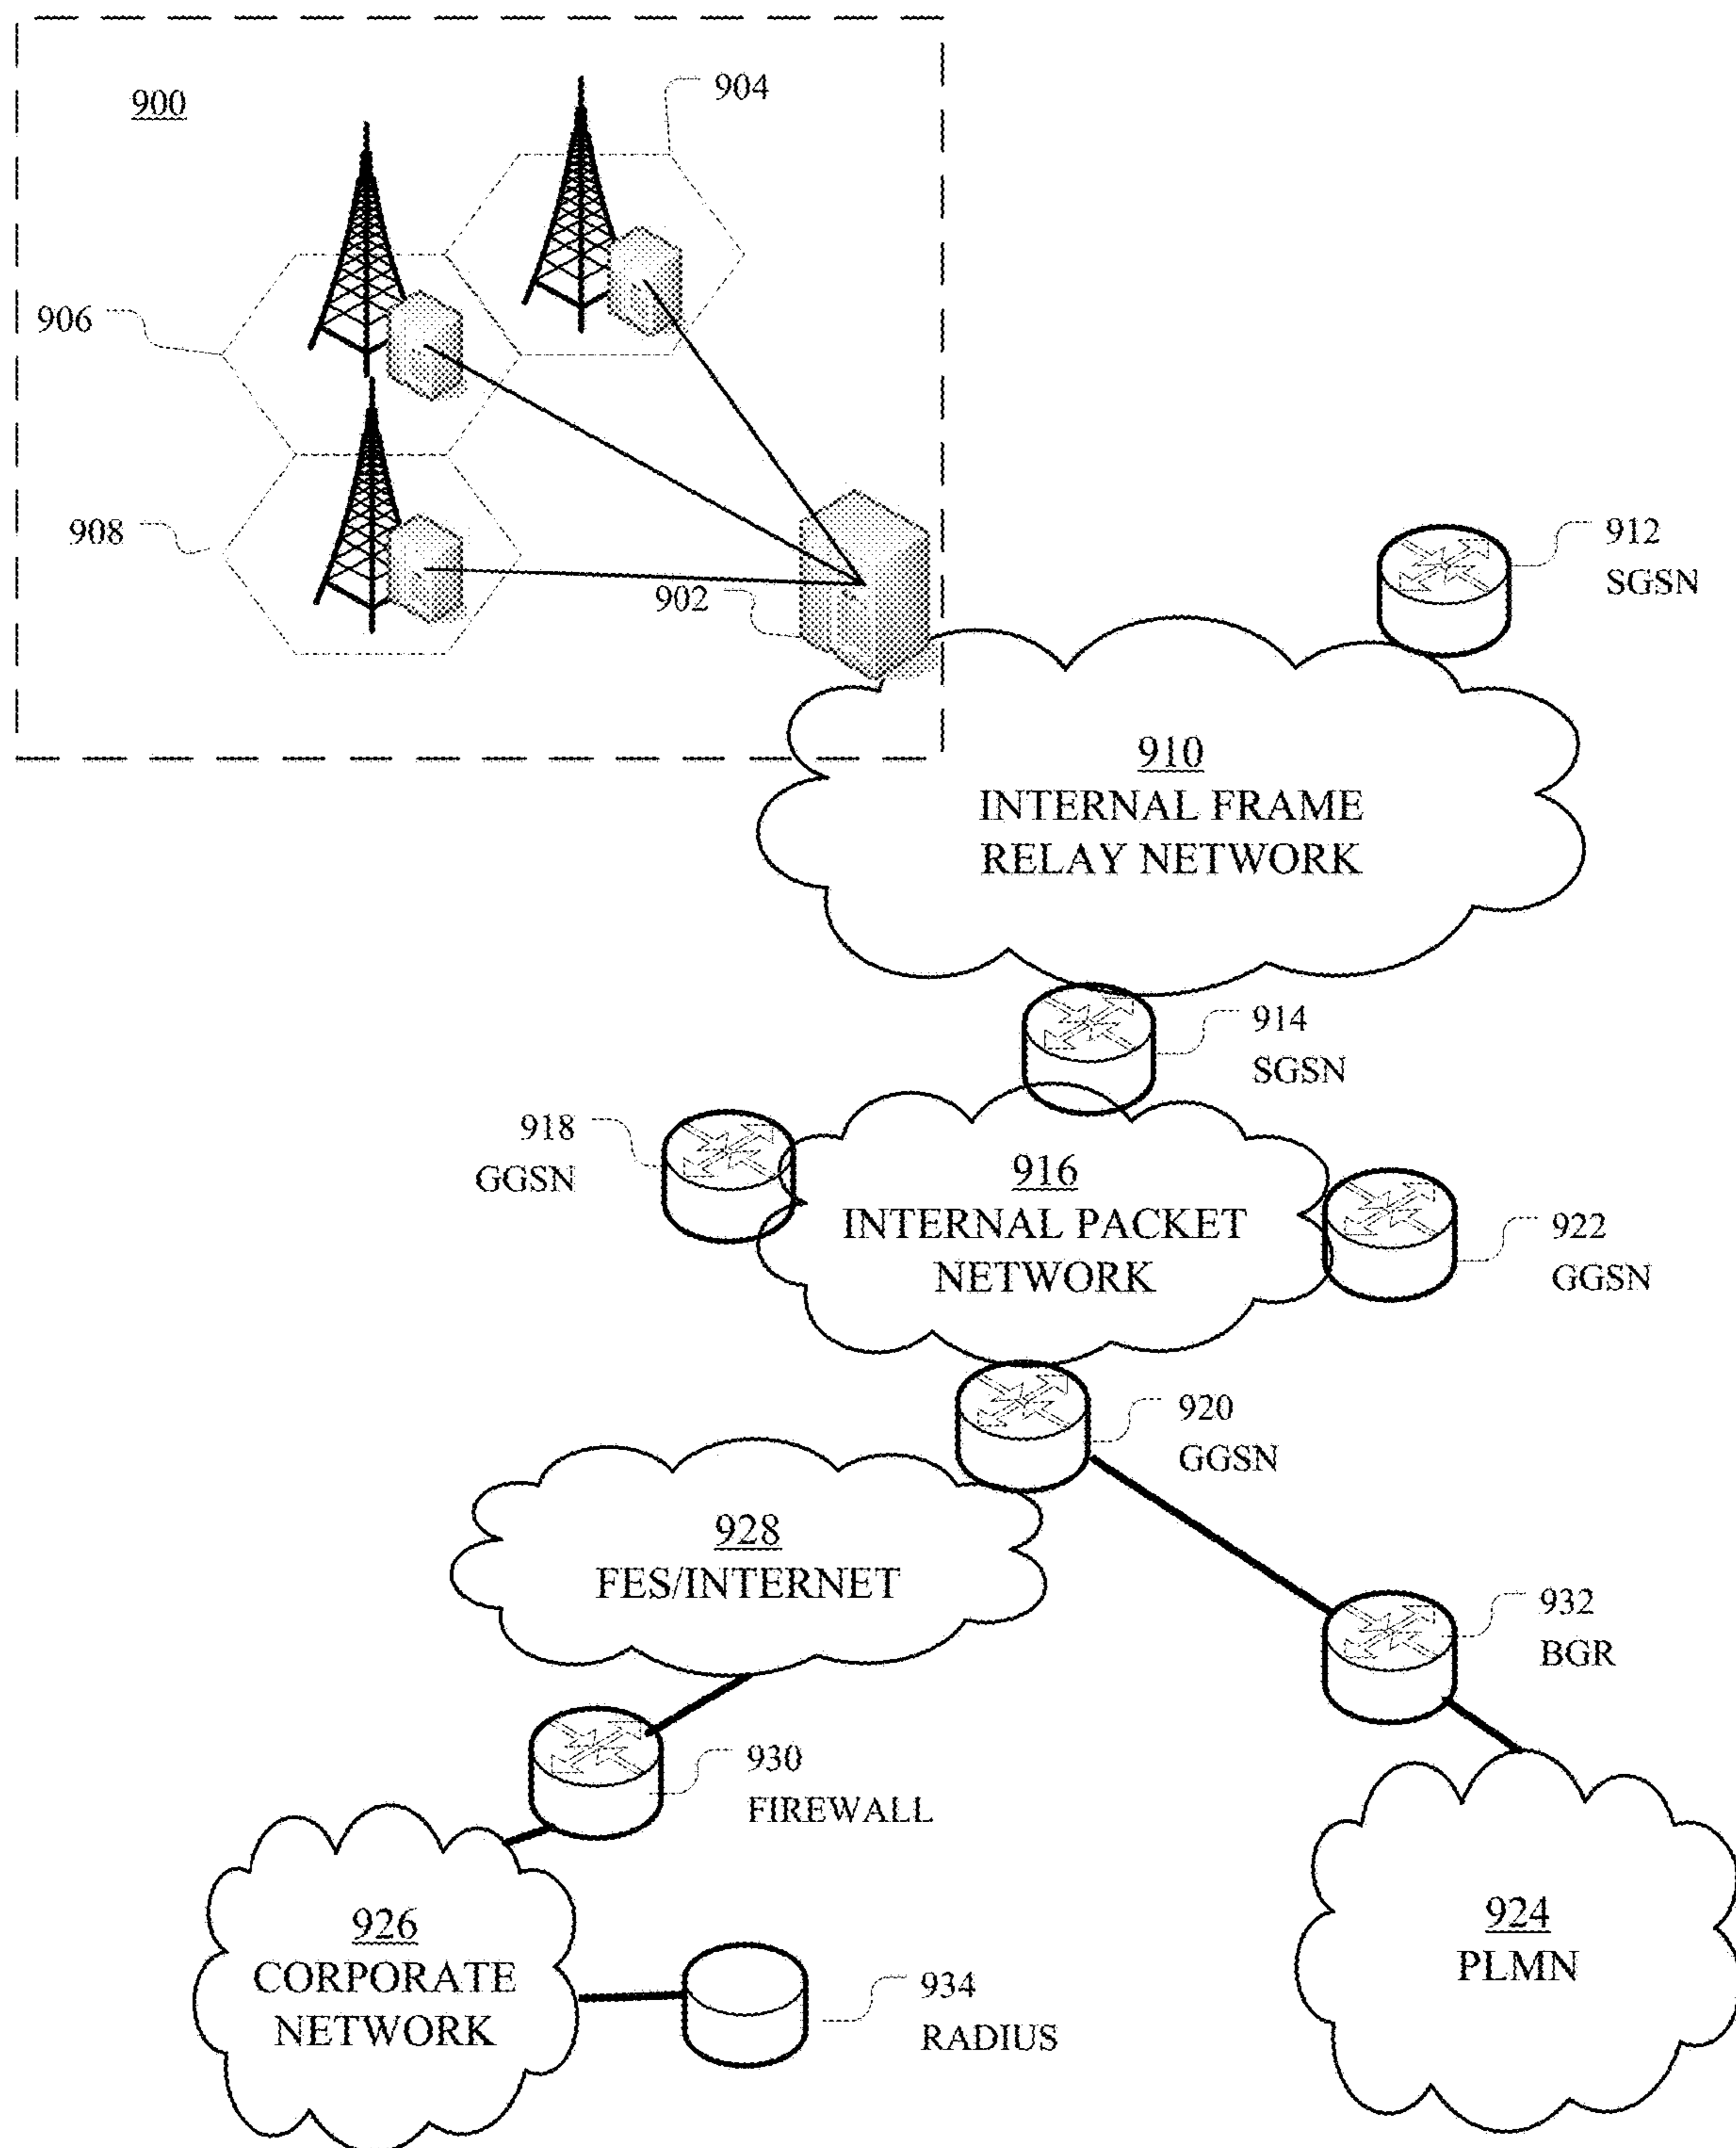 900
904
906
908
902
912
SGSN
910
INTERNAL FRAME
RELAY NETWORK
914
SGSN
918
GGSN
916
INTERNAL PACKET
NETWORK
922
GGSN
920
GGSN
928
FES/INTERNET
932
BGR
930
FIREWALL
924
PLMN
926
CORPORATE
NETWORK
934
RADIUS